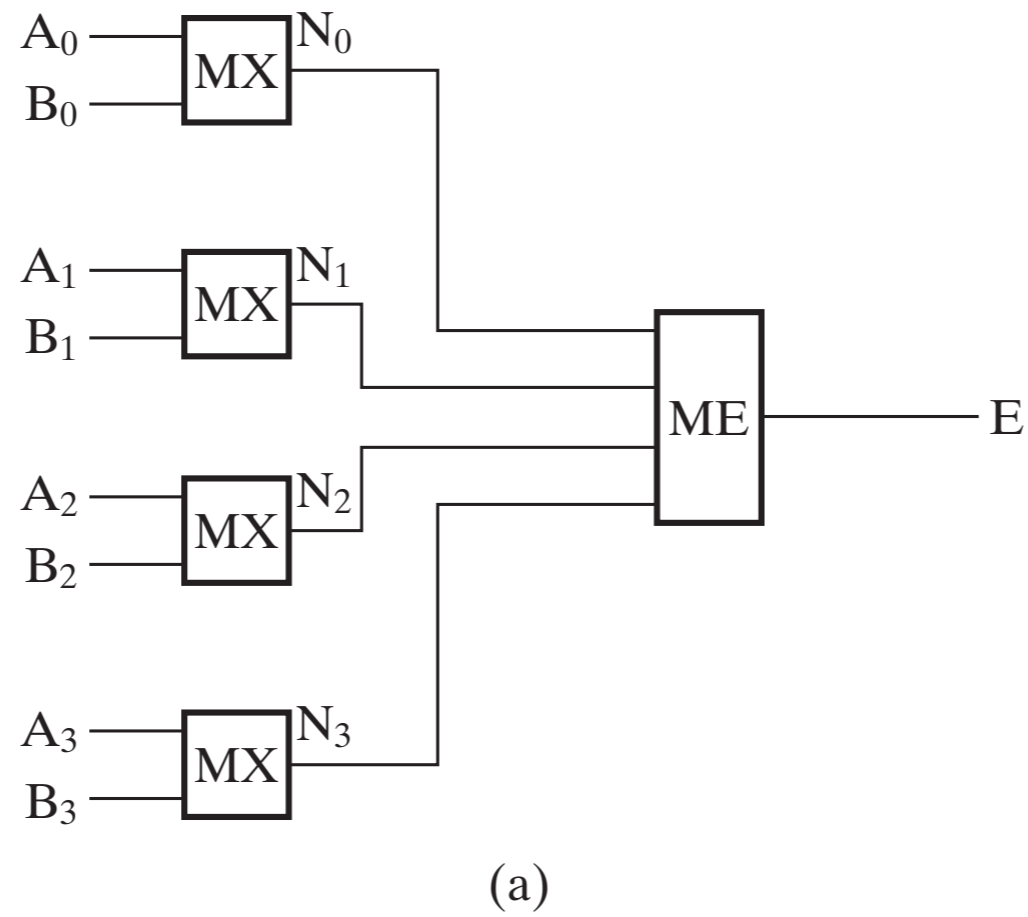 A₀ MX N₀
B₀
A₁ MX N₁
B₁
ME E
A₂ MX N₂
B₂
A₃ MX N₃
B₃
(a)